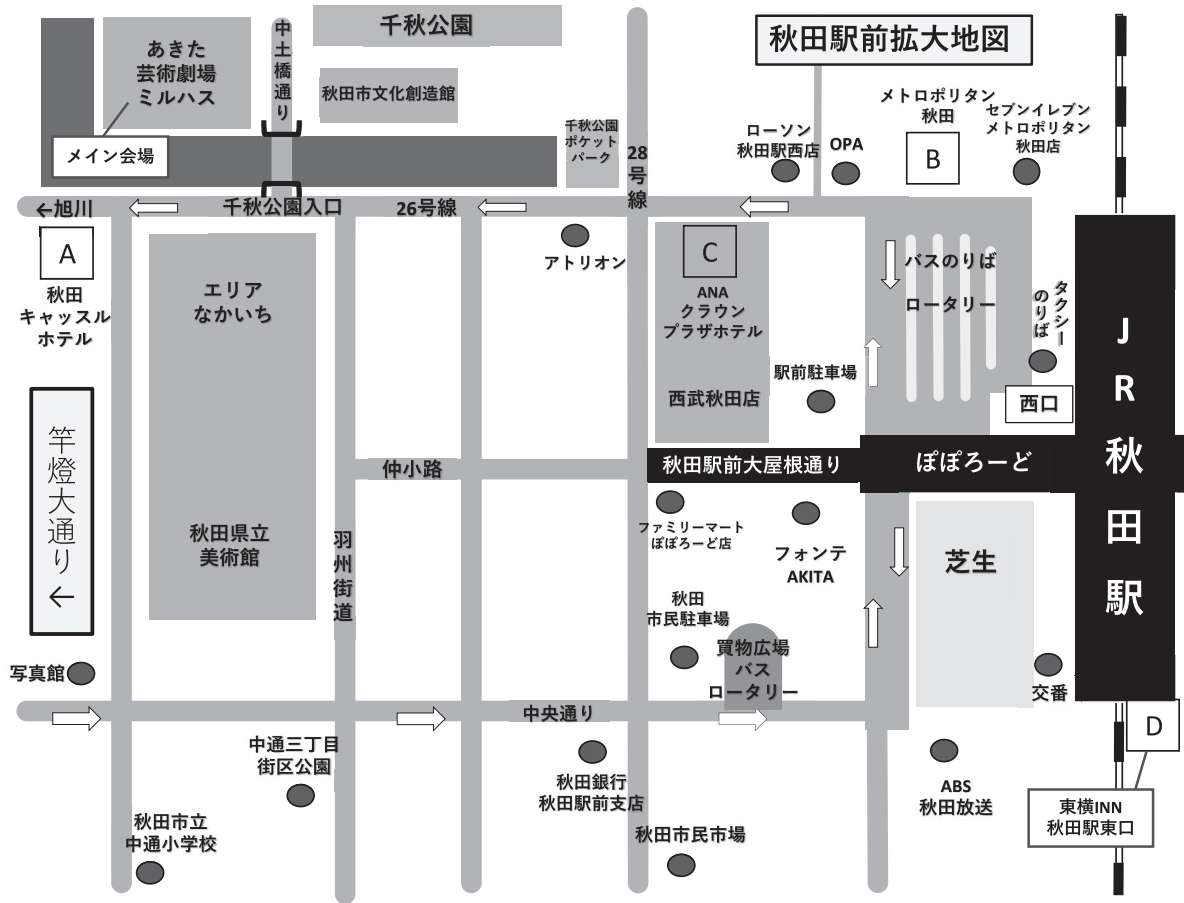 秋田駅前拡大地図
千秋公園
中土橋通り
あきた
芸術劇場
ミルハス
秋田市文化創造館
メイン会場
千秋公園
ポケット
パーク
28号線
ローソン
秋田駅西店
OPA
メトロポリタン
秋田
B
セブンイレブン
メトロポリタン
秋田店
←旭川
千秋公園入口
26号線
A
秋田
キャッスル
ホテル
エリア
なかいち
アトリオン
C
ANA
クラウン
プラザホテル
西武秋田店
駅前駐車場
バスのりば
ロータリー
タクシー
のりば
西口
JR秋田駅
竿燈大通り←
仲小路
秋田駅前大屋根通り
ぽぽろーど
秋田県立
美術館
羽州街道
ファミリーマート
ぽぽろーど店
フォンテ
AKITA
芝生
秋田
市民駐車場
買物広場
バス
ロータリー
写真館
交番
中央通り
D
中通三丁目
街区公園
秋田銀行
秋田駅前支店
ABS
秋田放送
東横INN
秋田駅東口
秋田市立
中通小学校
秋田市民市場